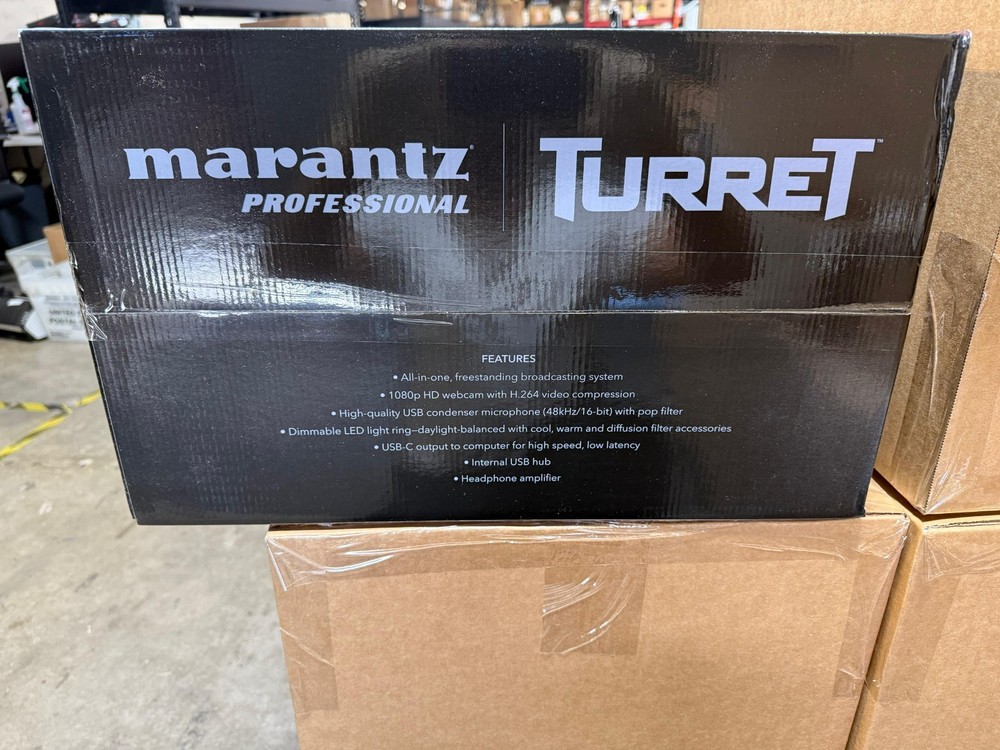 marantz
PROFESSIONAL
TURRET™
FEATURES
• All-in-one, freestanding broadcasting system
• 1080p HD webcam with H.264 video compression
• High-quality USB condenser microphone (48kHz/16-bit) with pop filter
• Dimmable LED light ring—daylight-balanced with cool, warm and diffusion filter accessories
• USB-C output to computer for high speed, low latency
• Internal USB hub
• Headphone amplifier